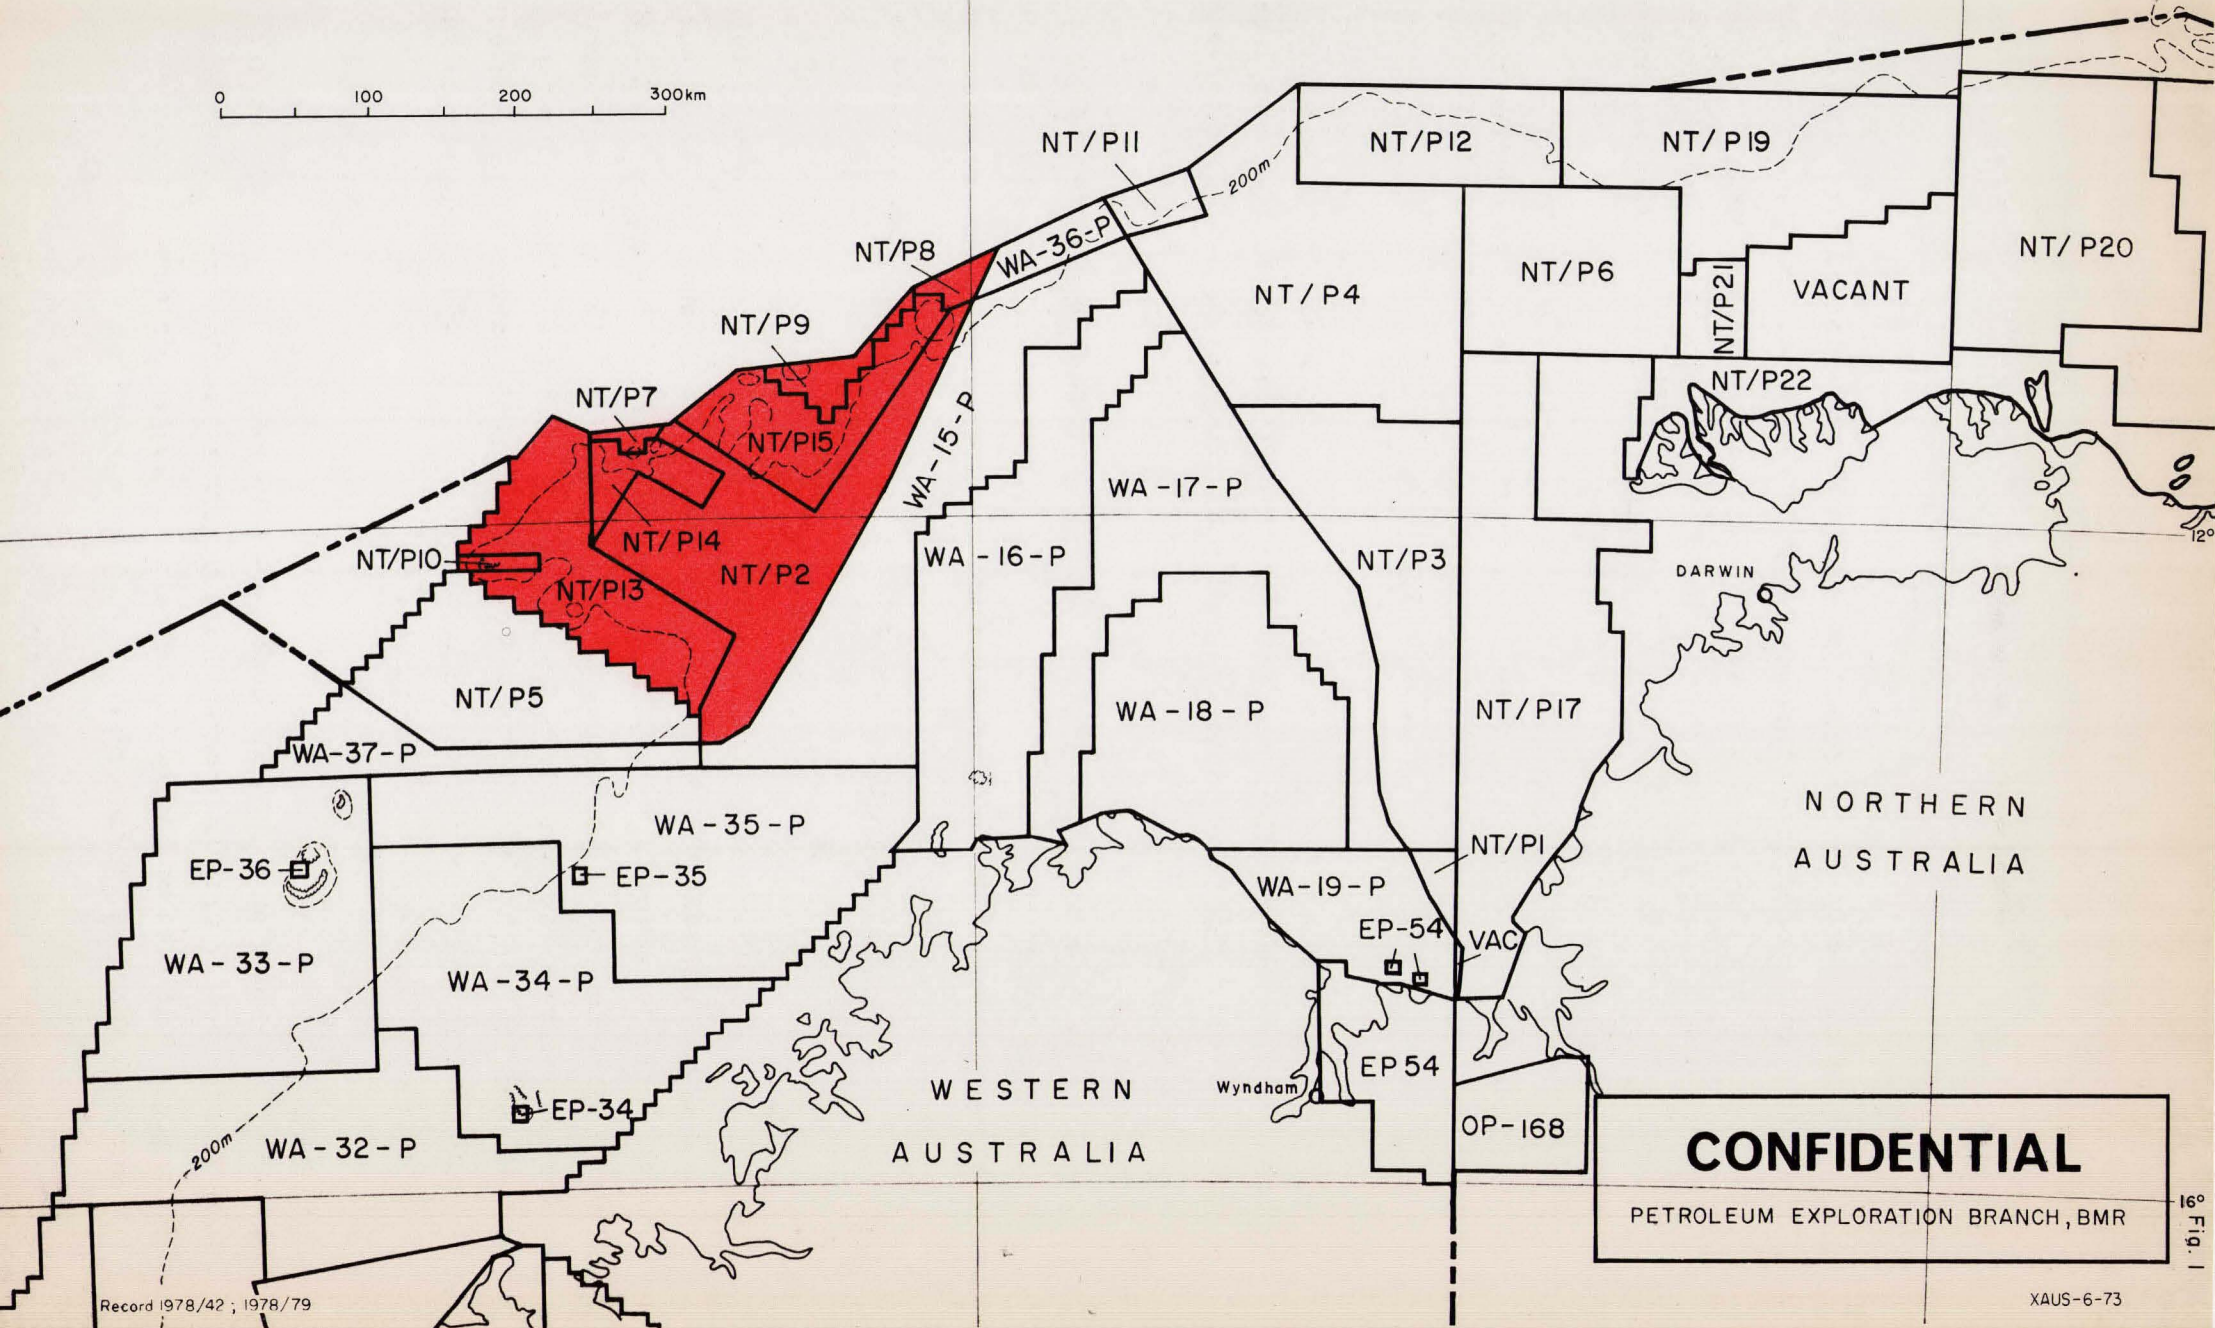 0 100 200 300km
NT/P11
NT/P12
NT/P19
200m
NT/P8
WA-36-P
NT/P20
NT/P4
NT/P6
NT/P21
VACANT
NT/P9
NT/P7
NT/P22
NT/P15
WA-15-P
WA-17-P
NT/P14
NT/P10
NT/P13
NT/P2
WA-16-P
NT/P3
12°
DARWIN
NT/P5
WA-18-P
NT/P17
WA-37-P
NORTHERN
AUSTRALIA
WA-35-P
NT/P1
EP-36
EP-35
WA-19-P
EP-54
VAC
WA-33-P
WA-34-P
EP 54
WESTERN
AUSTRALIA
Wyndham
EP-34
OP-168
WA-32-P
200m
CONFIDENTIAL
PETROLEUM EXPLORATION BRANCH, BMR
16°
Fig. 1
Record 1978/42 ; 1978/79
XAUS-6-73